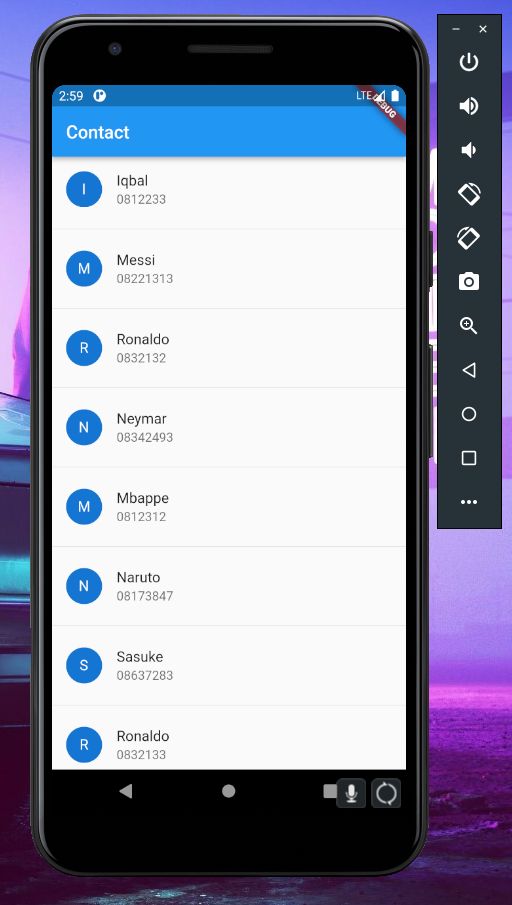 2:59
LTE
DEBUG
Contact
I
Iqbal
0812233
M
Messi
08221313
R
Ronaldo
0832132
N
Neymar
08342493
M
Mbappe
0812312
N
Naruto
08173847
S
Sasuke
08637283
R
Ronaldo
0832133